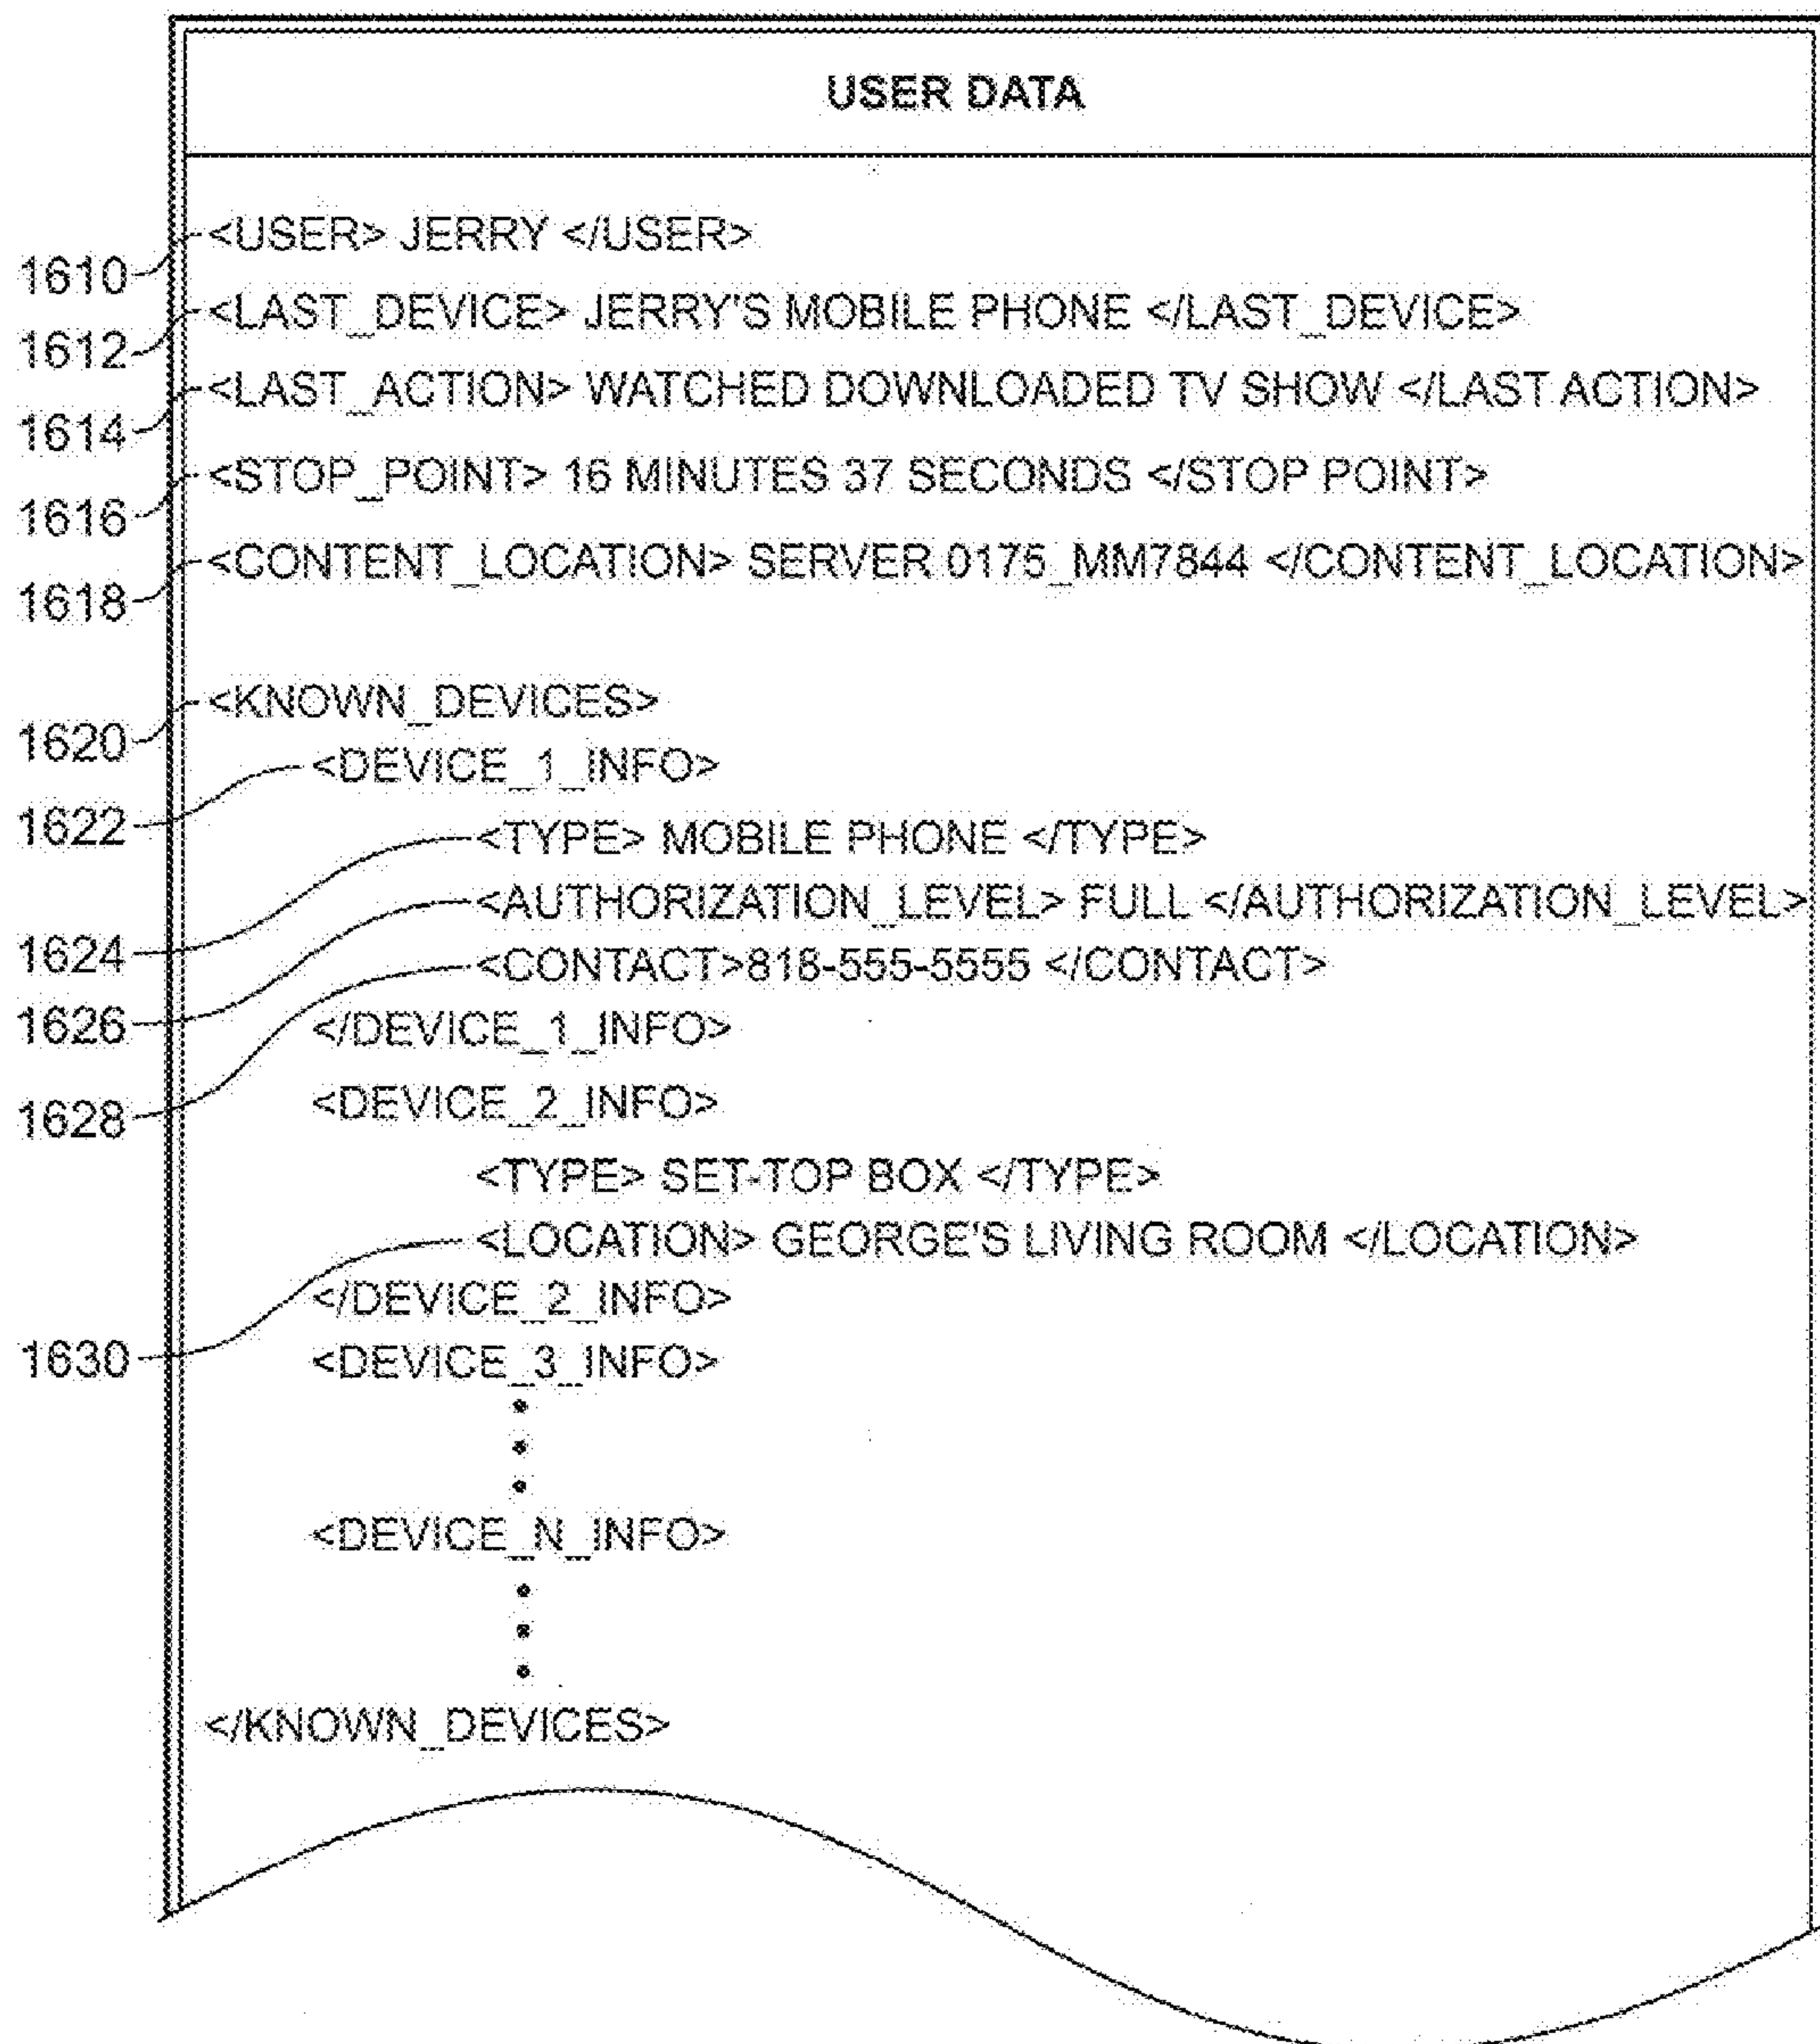 USER DATA
1610 <USER> JERRY </USER>
1612 <LAST_DEVICE> JERRY'S MOBILE PHONE </LAST_DEVICE>
1614 <LAST_ACTION> WATCHED DOWNLOADED TV SHOW </LAST ACTION>
1616 <STOP_POINT> 16 MINUTES 37 SECONDS </STOP POINT>
1618 <CONTENT_LOCATION> SERVER 0175_MM7844 </CONTENT_LOCATION>
1620 <KNOWN_DEVICES>
1622 <DEVICE_1_INFO>
1624 <TYPE> MOBILE PHONE </TYPE>
1626 <AUTHORIZATION_LEVEL> FULL </AUTHORIZATION_LEVEL>
1628 <CONTACT>818-555-5555 </CONTACT>
</DEVICE_1_INFO>
<DEVICE_2_INFO>
<TYPE> SET-TOP BOX </TYPE>
1630 <LOCATION> GEORGE'S LIVING ROOM </LOCATION>
</DEVICE_2_INFO>
<DEVICE_3_INFO>
<DEVICE_N_INFO>
</KNOWN_DEVICES>